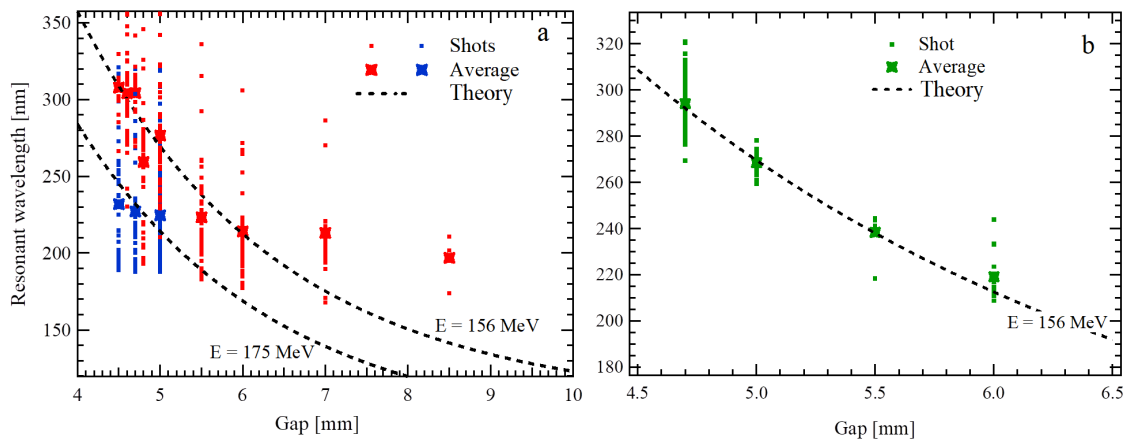 a
Shots
Average
Theory
350
300
250
200
150
Resonant wavelength [nm]
E = 156 MeV
E = 175 MeV
4
5
6
7
8
9
10
Gap [mm]
b
Shot
Average
Theory
320
300
280
260
240
220
200
180
E = 156 MeV
4.5
5.0
5.5
6.0
6.5
Gap [mm]